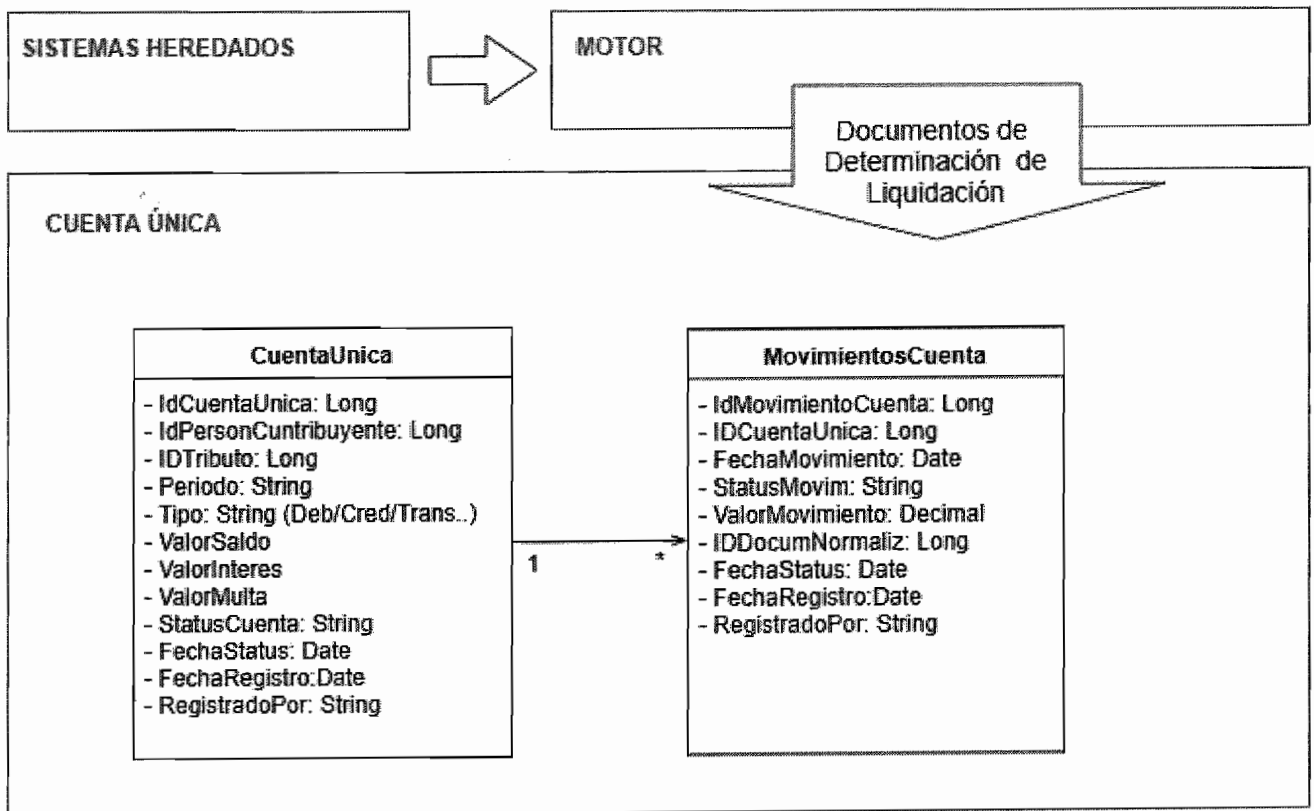 SISTEMAS HEREDADOS
MOTOR
Documentos de
Determinación de
Liquidación
CUENTA ÚNICA
CuentaUnica
- IdCuentaUnica: Long
- IdPersonCuntribuyente: Long
- IDTributo: Long
- Periodo: String
- Tipo: String (Deb/Cred/Trans..)
- ValorSaldo
- ValorInteres
- ValorMulta
- StatusCuenta: String
- FechaStatus: Date
- FechaRegistro:Date
- RegistradoPor: String
1
*
MovimientosCuenta
- IdMovimientoCuenta: Long
- IDCuentaUnica: Long
- FechaMovimiento: Date
- StatusMovim: String
- ValorMovimiento: Decimal
- IDDocumNormaliz: Long
- FechaStatus: Date
- FechaRegistro:Date
- RegistradoPor: String